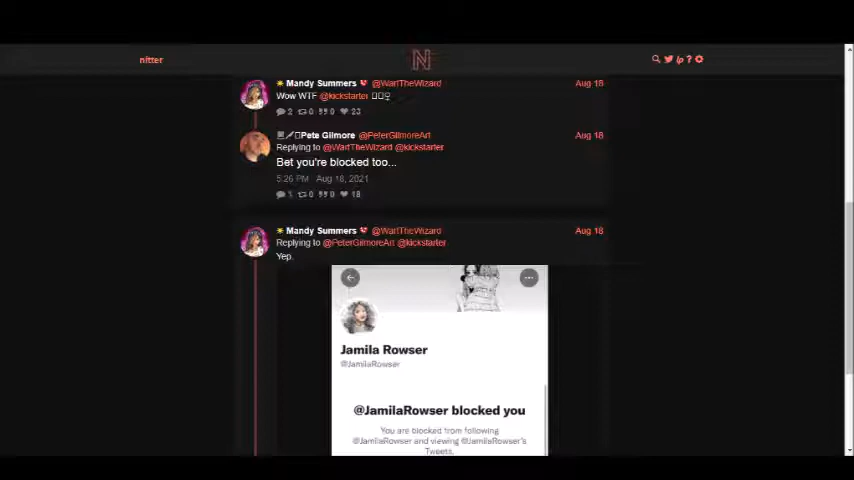 nitter
N
Mandy Summers @WartTheWizard Aug 18
Wow WTF @kickstarter
2 0 0 23
Pete Gilmore @PeterGilmoreArt Aug 18
Replying to @WartTheWizard @kickstarter
Bet you're blocked too...
5:26 PM · Aug 18, 2021
1 0 0 18
Mandy Summers @WartTheWizard Aug 18
Replying to @PeterGilmoreArt @kickstarter
Yep.
Jamila Rowser
@JamilaRowser
@JamilaRowser blocked you
You are blocked from following
@JamilaRowser and viewing @JamilaRowser's
Tweets.